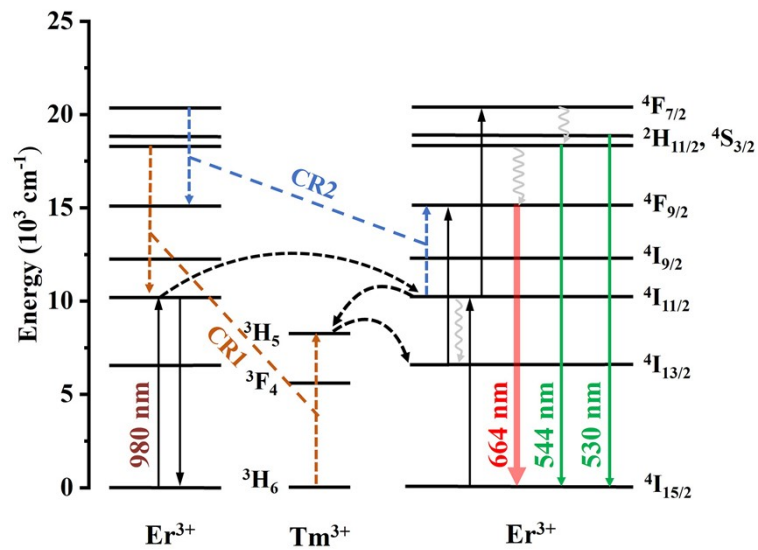 Energy (10³ cm⁻¹)
25
20
15
10
5
0
980 nm
CR1
CR2
³H₅
³F₄
³H₆
664 nm
544 nm
530 nm
⁴F₇/₂
²H₁₁/₂, ⁴S₃/₂
⁴F₉/₂
⁴I₉/₂
⁴I₁₁/₂
⁴I₁₃/₂
⁴I₁₅/₂
Er³⁺
Tm³⁺
Er³⁺